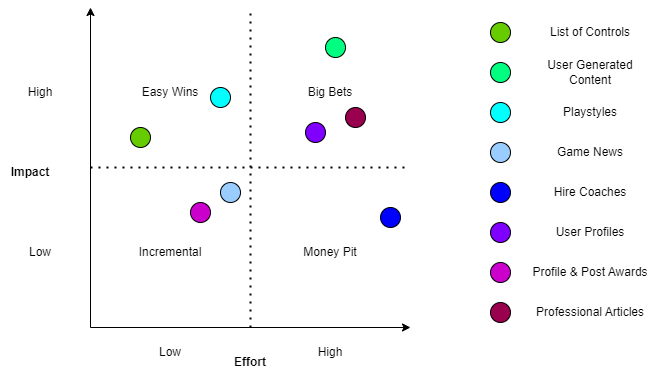 High
Easy Wins
Big Bets
Impact
Low
Incremental
Money Pit
Low
High
Effort
List of Controls
User Generated
Content
Playstyles
Game News
Hire Coaches
User Profiles
Profile & Post Awards
Professional Articles